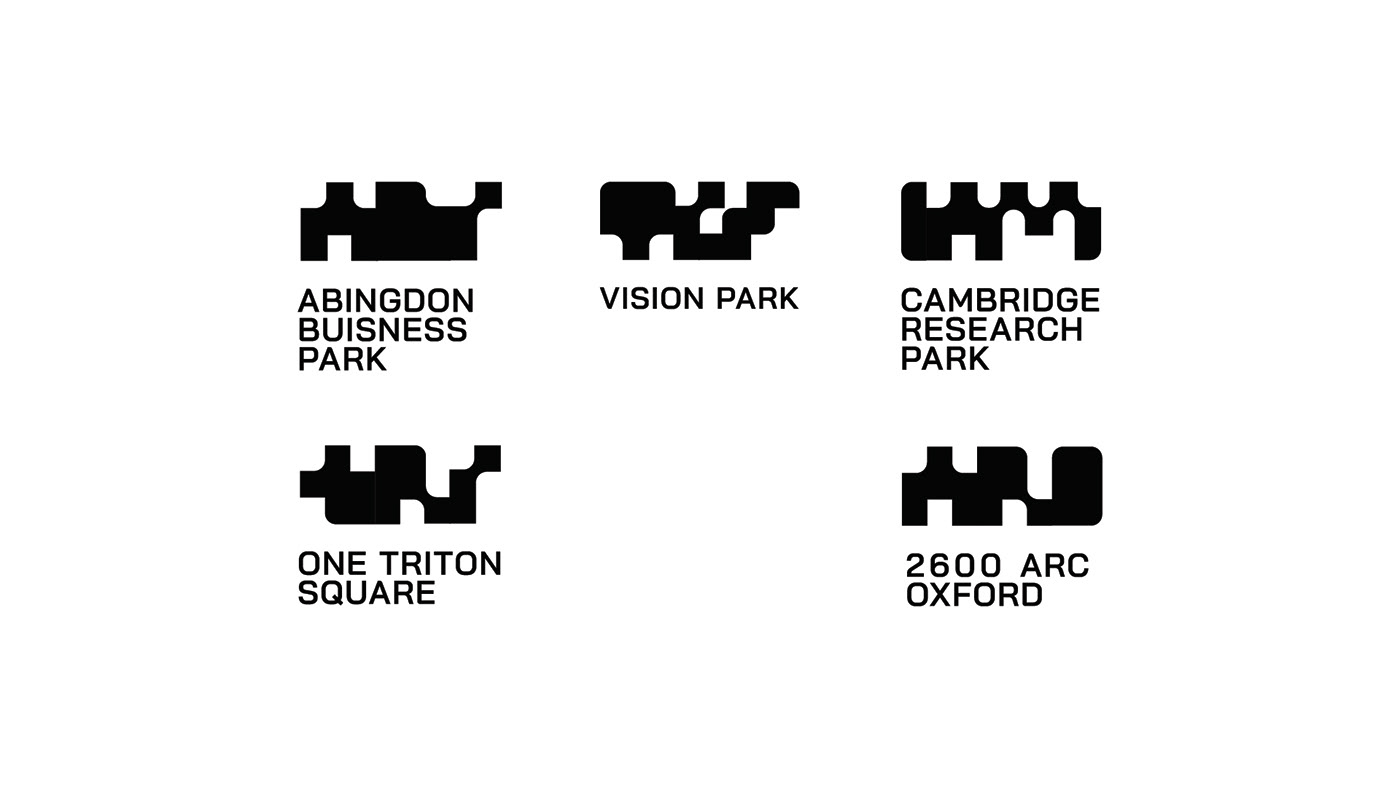 ABINGDON
BUISNESS
PARK
VISION PARK
CAMBRIDGE
RESEARCH
PARK
ONE TRITON
SQUARE
2600 ARC
OXFORD